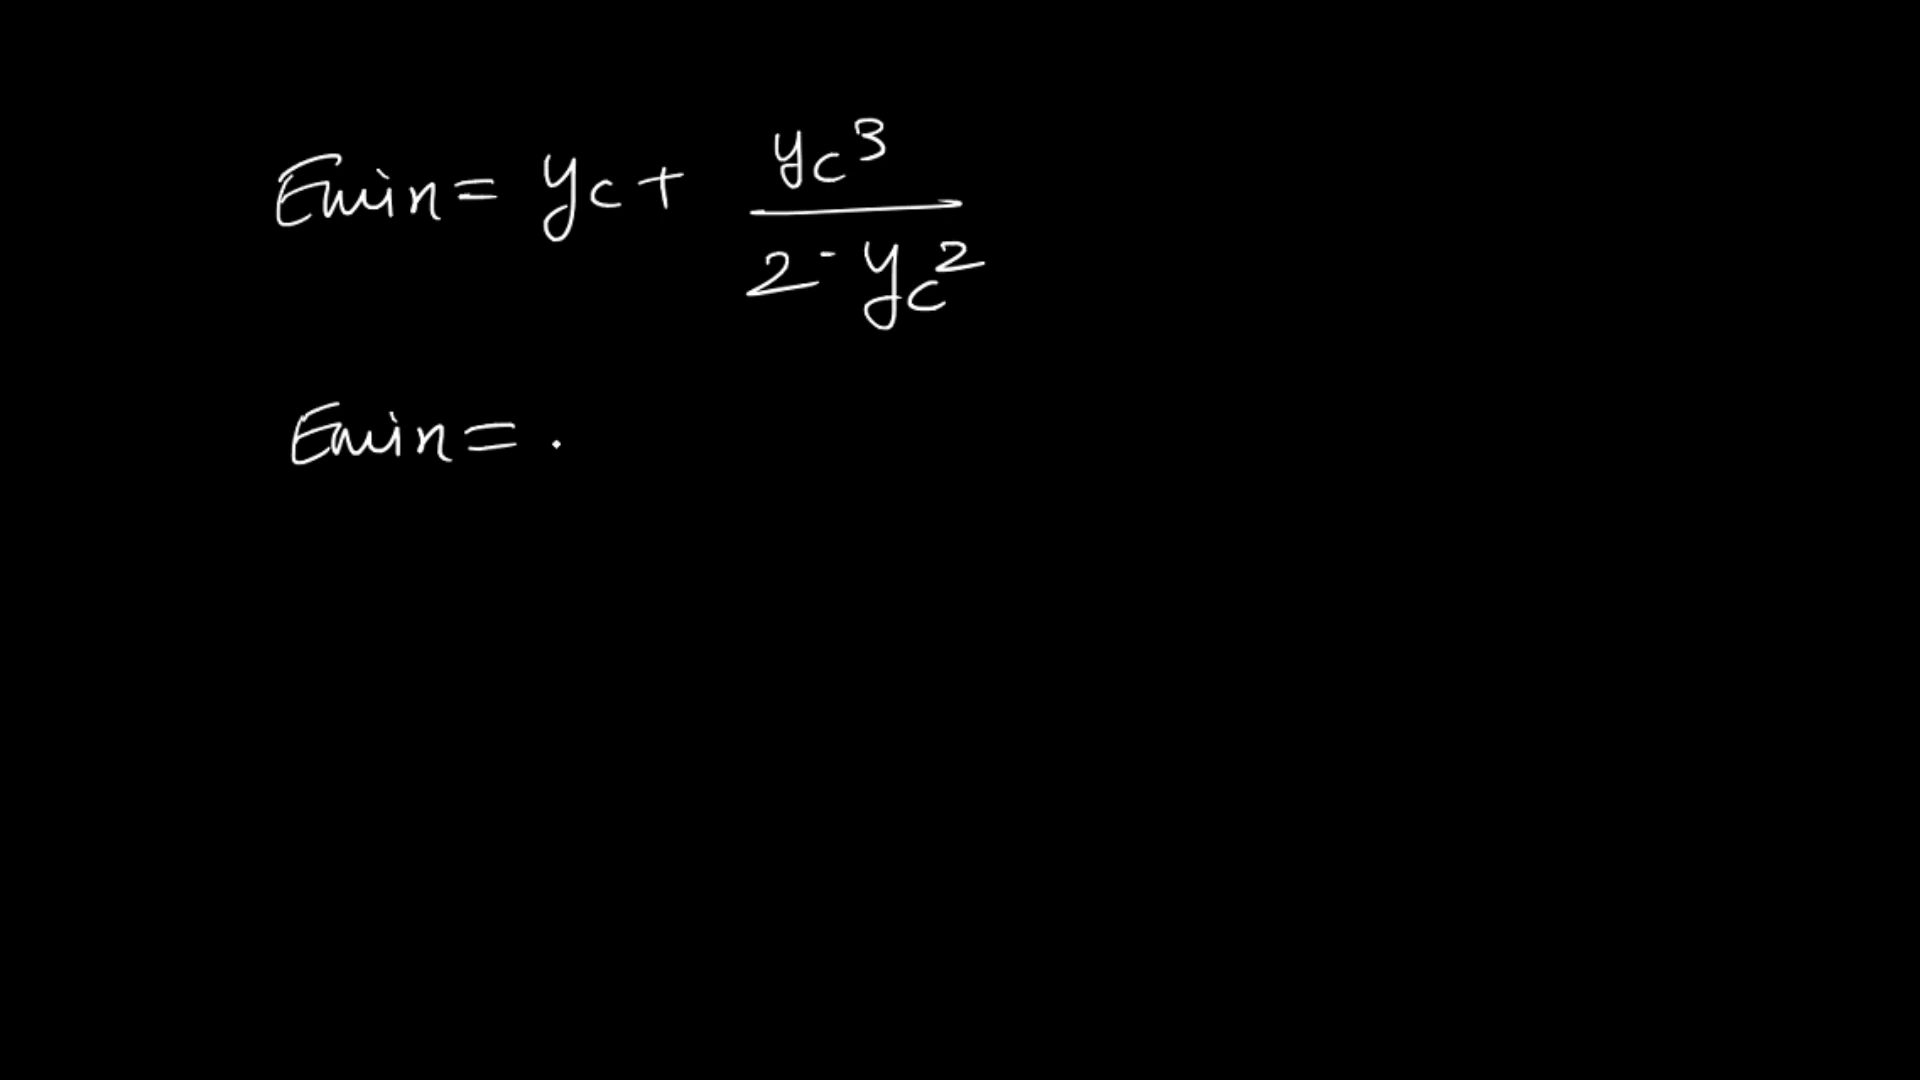 Emin = yc + yc³ / 2 - yc²
Emin = .